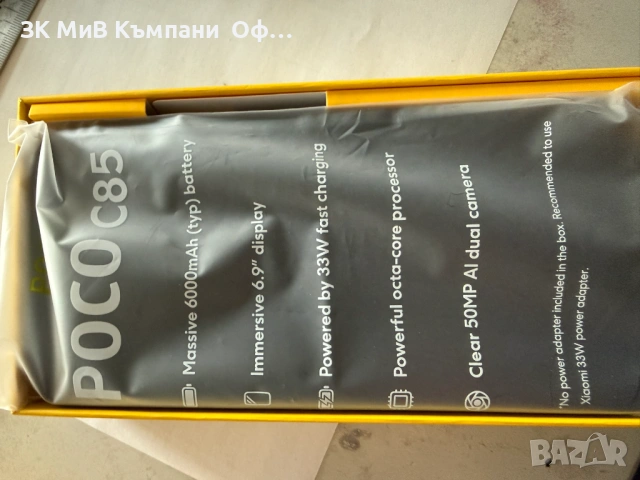 ЗК МиВ Къмпани Оф...
POCO C85
Massive 6000mAh (typ) battery
Immersive 6.9" display
Powered by 33W fast charging
Powerful octa-core processor
Clear 50MP AI dual camera
*No power adapter included in the box. Recommended to use
Xiaomi 33W power adapter.
BAZAR